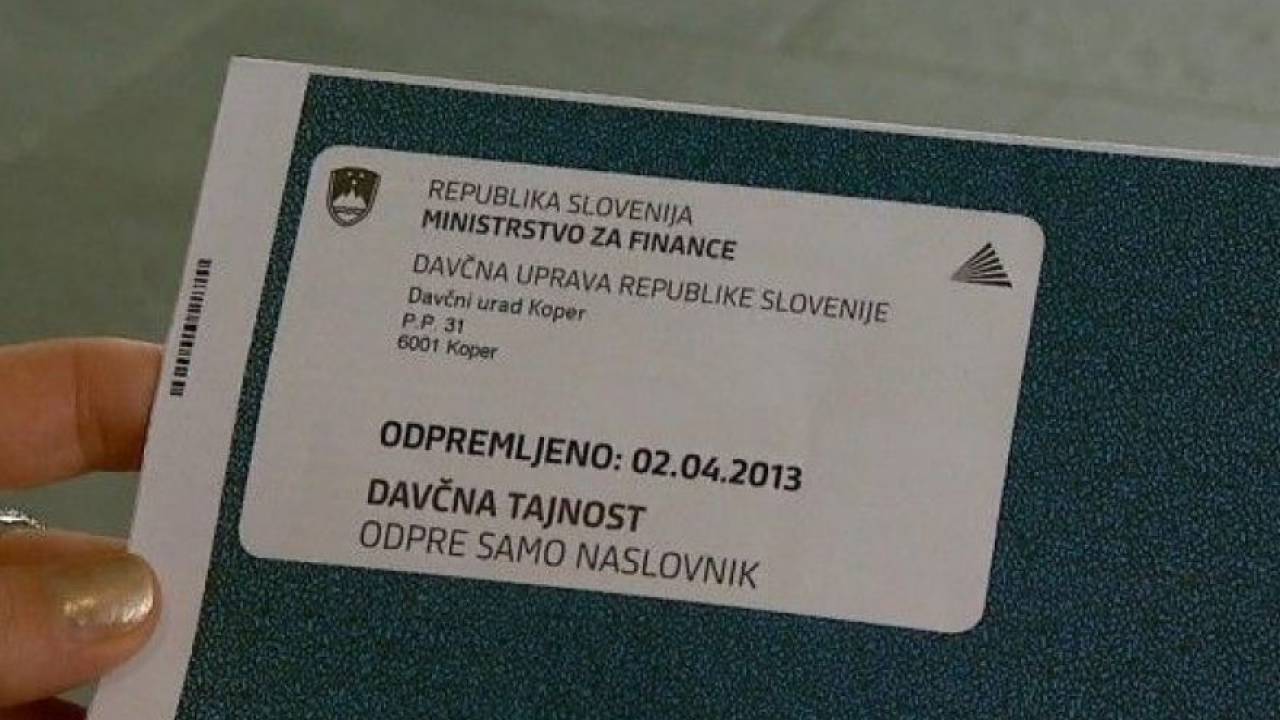 REPUBLIKA SLOVENIJA
MINISTRSTVO ZA FINANCE
DAVČNA UPRAVA REPUBLIKE SLOVENIJE
Davčni urad Koper
P.P. 31
6001 Koper
ODPREMLJENO: 02.04.2013
DAVČNA TAJNOST
ODPRE SAMO NASLOVNIK